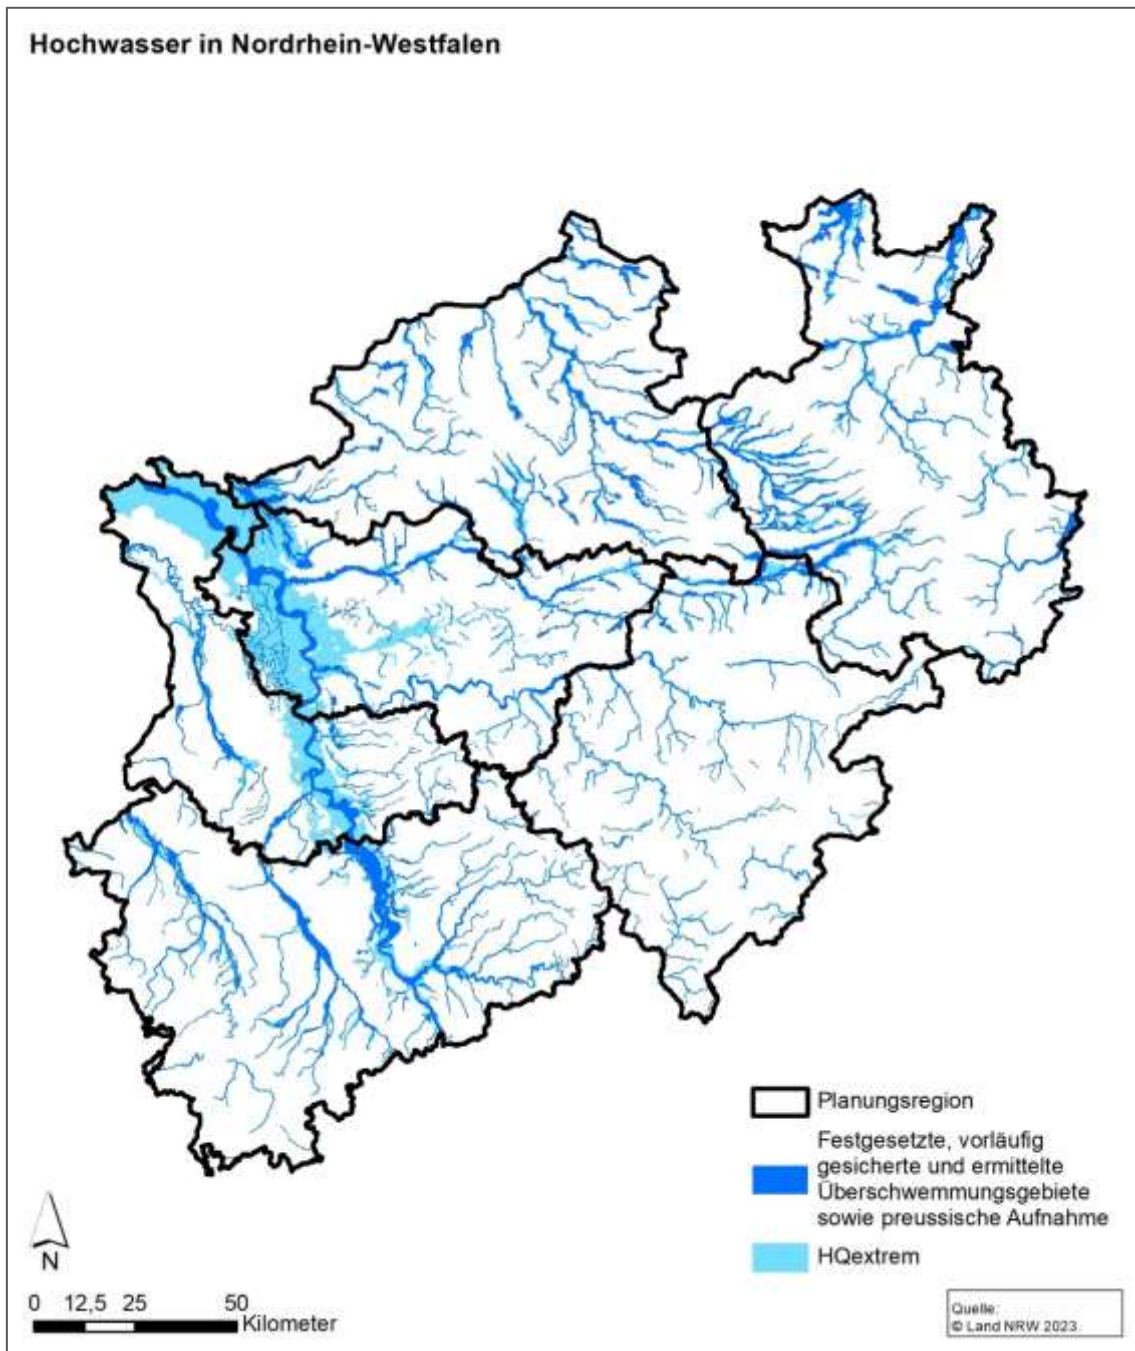 Hochwasser in Nordrhein-Westfalen
Planungsregion
Festgesetzte, vorläufig
gesicherte und ermittelte
Überschwemmungsgebiete
sowie preussische Aufnahme
HQextrem
N
0 12,5 25 50
Kilometer
Quelle:
© Land NRW 2023.